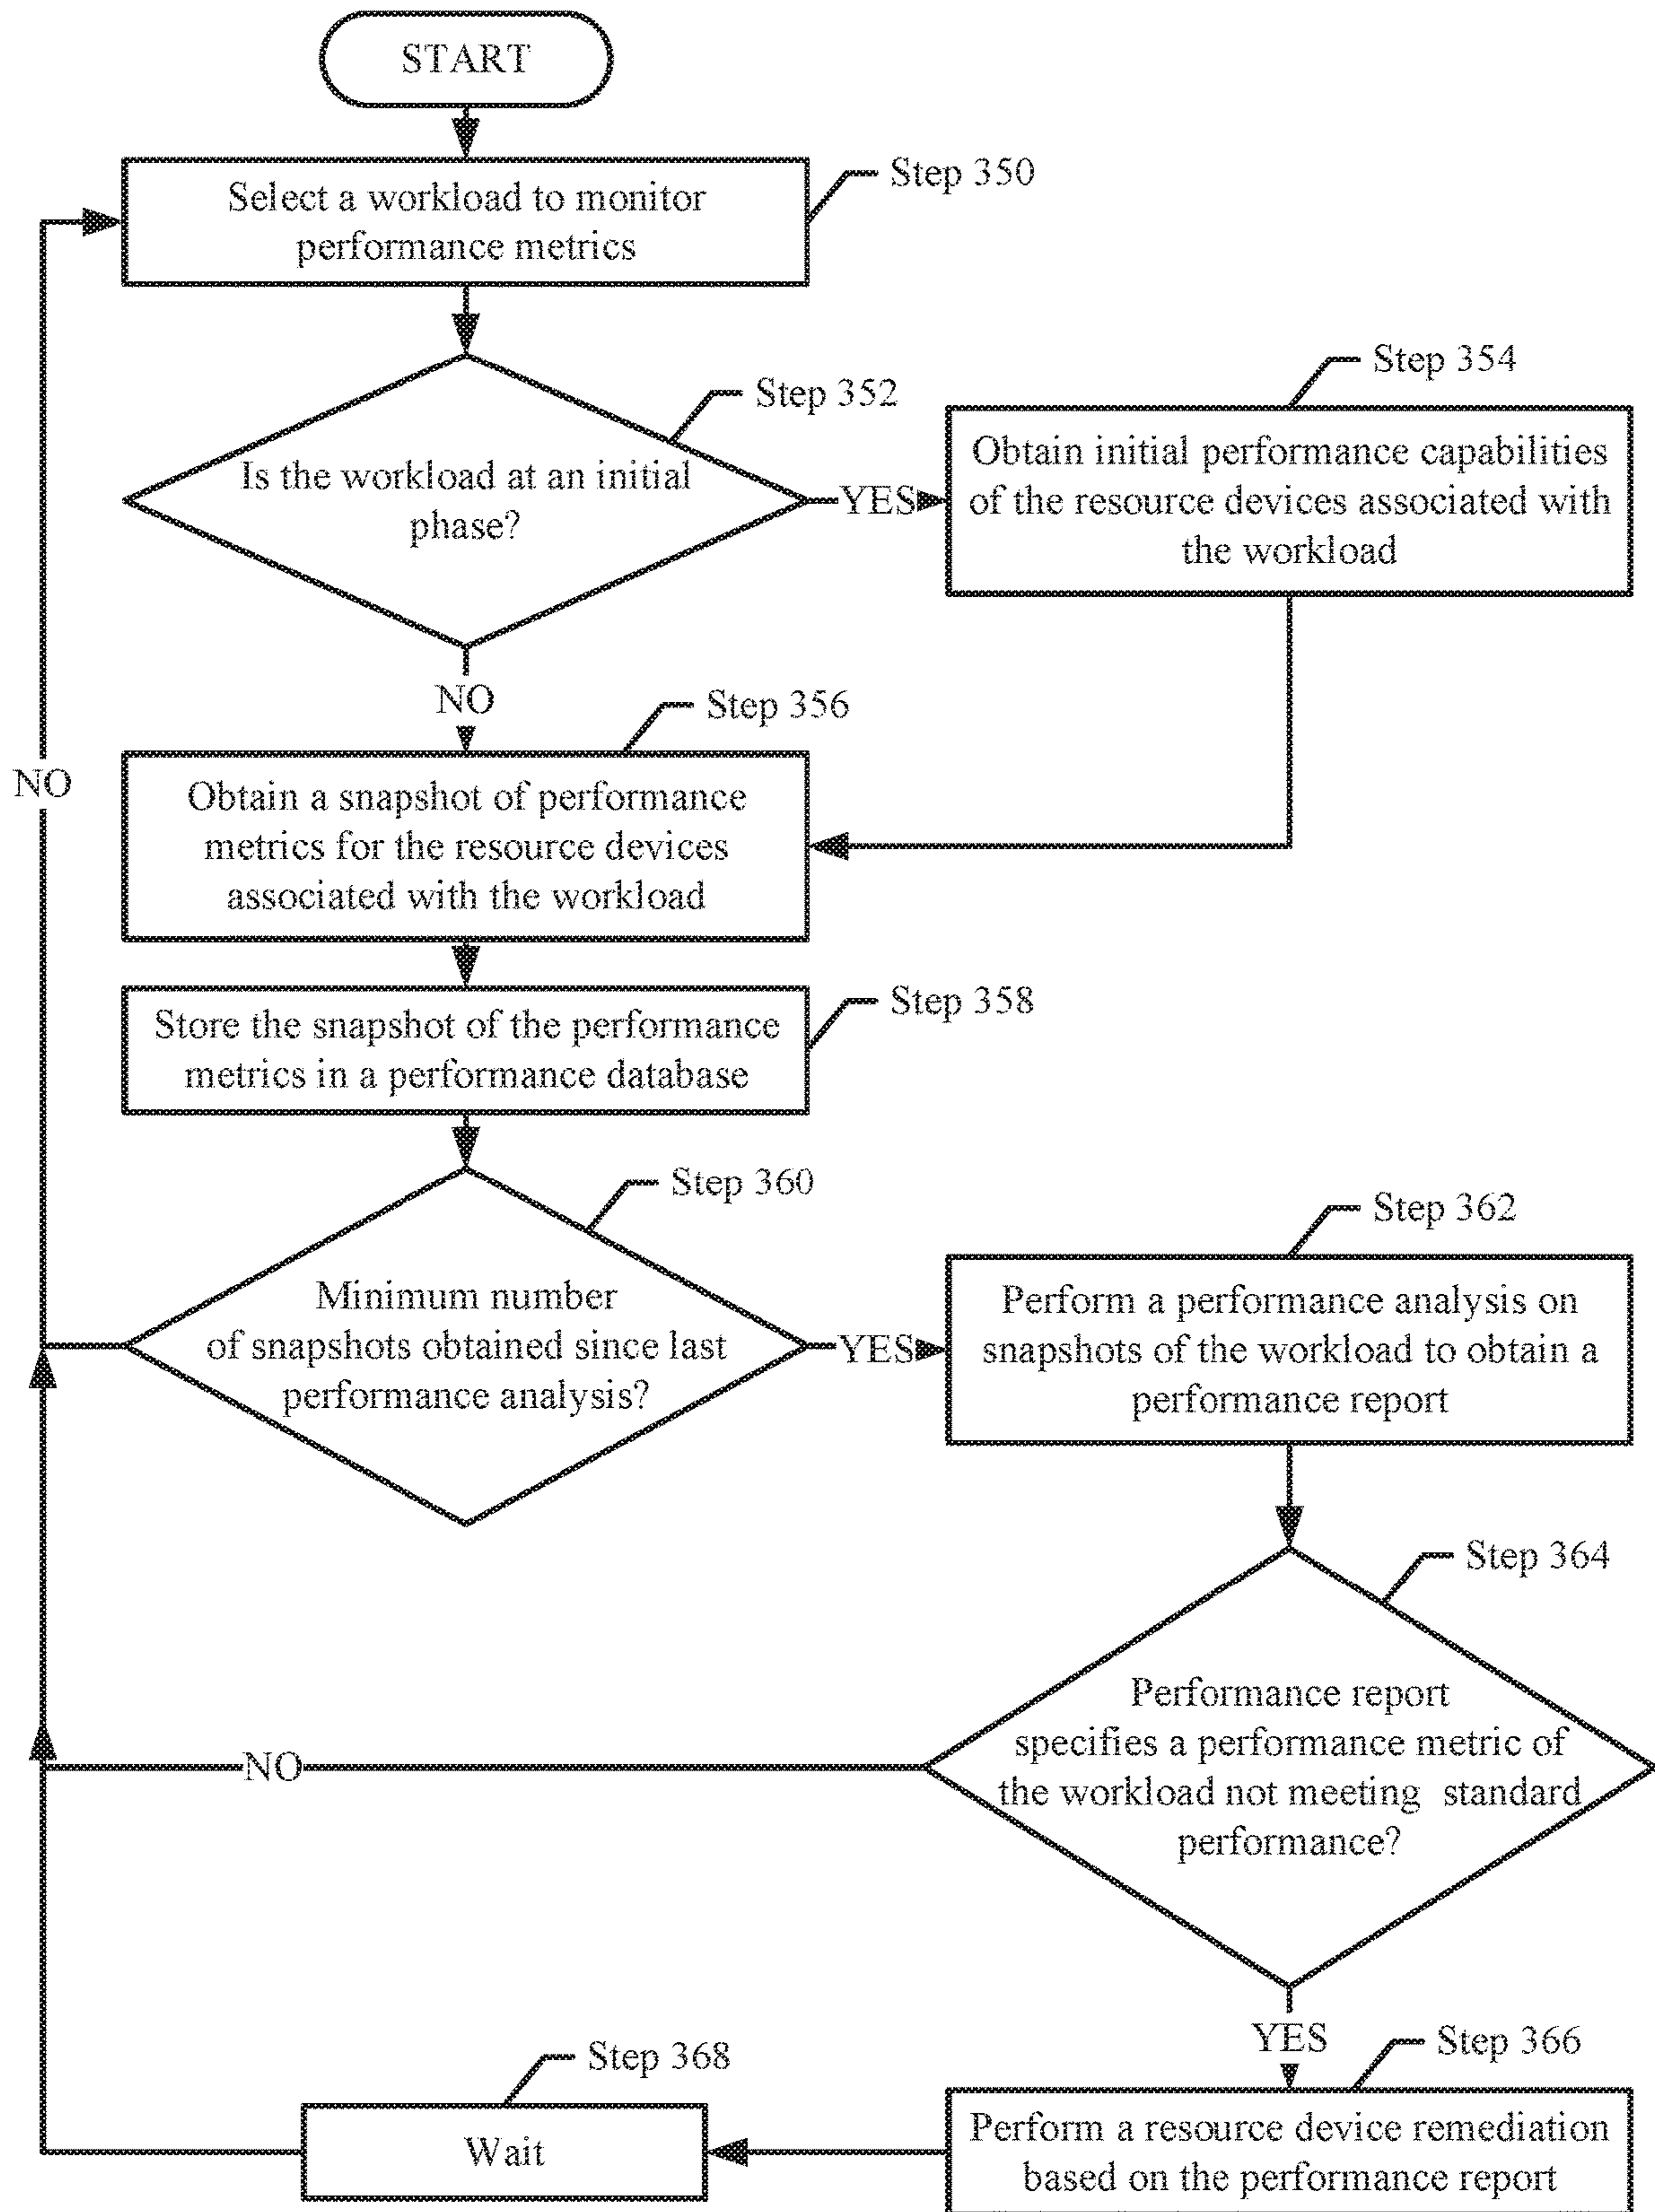 START
Select a workload to monitor
performance metrics
Step 350
Is the workload at an initial
phase?
Step 352
YES
Step 354
Obtain initial performance capabilities
of the resource devices associated with
the workload
NO
Step 356
Obtain a snapshot of performance
metrics for the resource devices
associated with the workload
NO
Store the snapshot of the performance
metrics in a performance database
Step 358
Step 360
Minimum number
of snapshots obtained since last
performance analysis?
YES
Step 362
Perform a performance analysis on
snapshots of the workload to obtain a
performance report
Step 364
Performance report
specifies a performance metric of
the workload not meeting standard
performance?
NO
YES
Step 366
Perform a resource device remediation
based on the performance report
Step 368
Wait